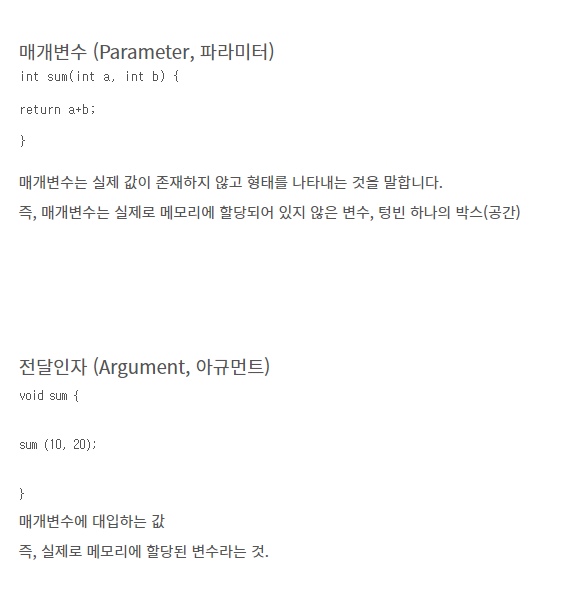 매개변수 (Parameter, 파라미터)
int sum(int a, int b) {
return a+b;
}
매개변수는 실제 값이 존재하지 않고 형태를 나타내는 것을 말합니다.
즉, 매개변수는 실제로 메모리에 할당되어 있지 않은 변수, 텅빈 하나의 박스(공간)
전달인자 (Argument, 아규먼트)
void sum {
sum (10, 20);
}
매개변수에 대입하는 값
즉, 실제로 메모리에 할당된 변수라는 것.